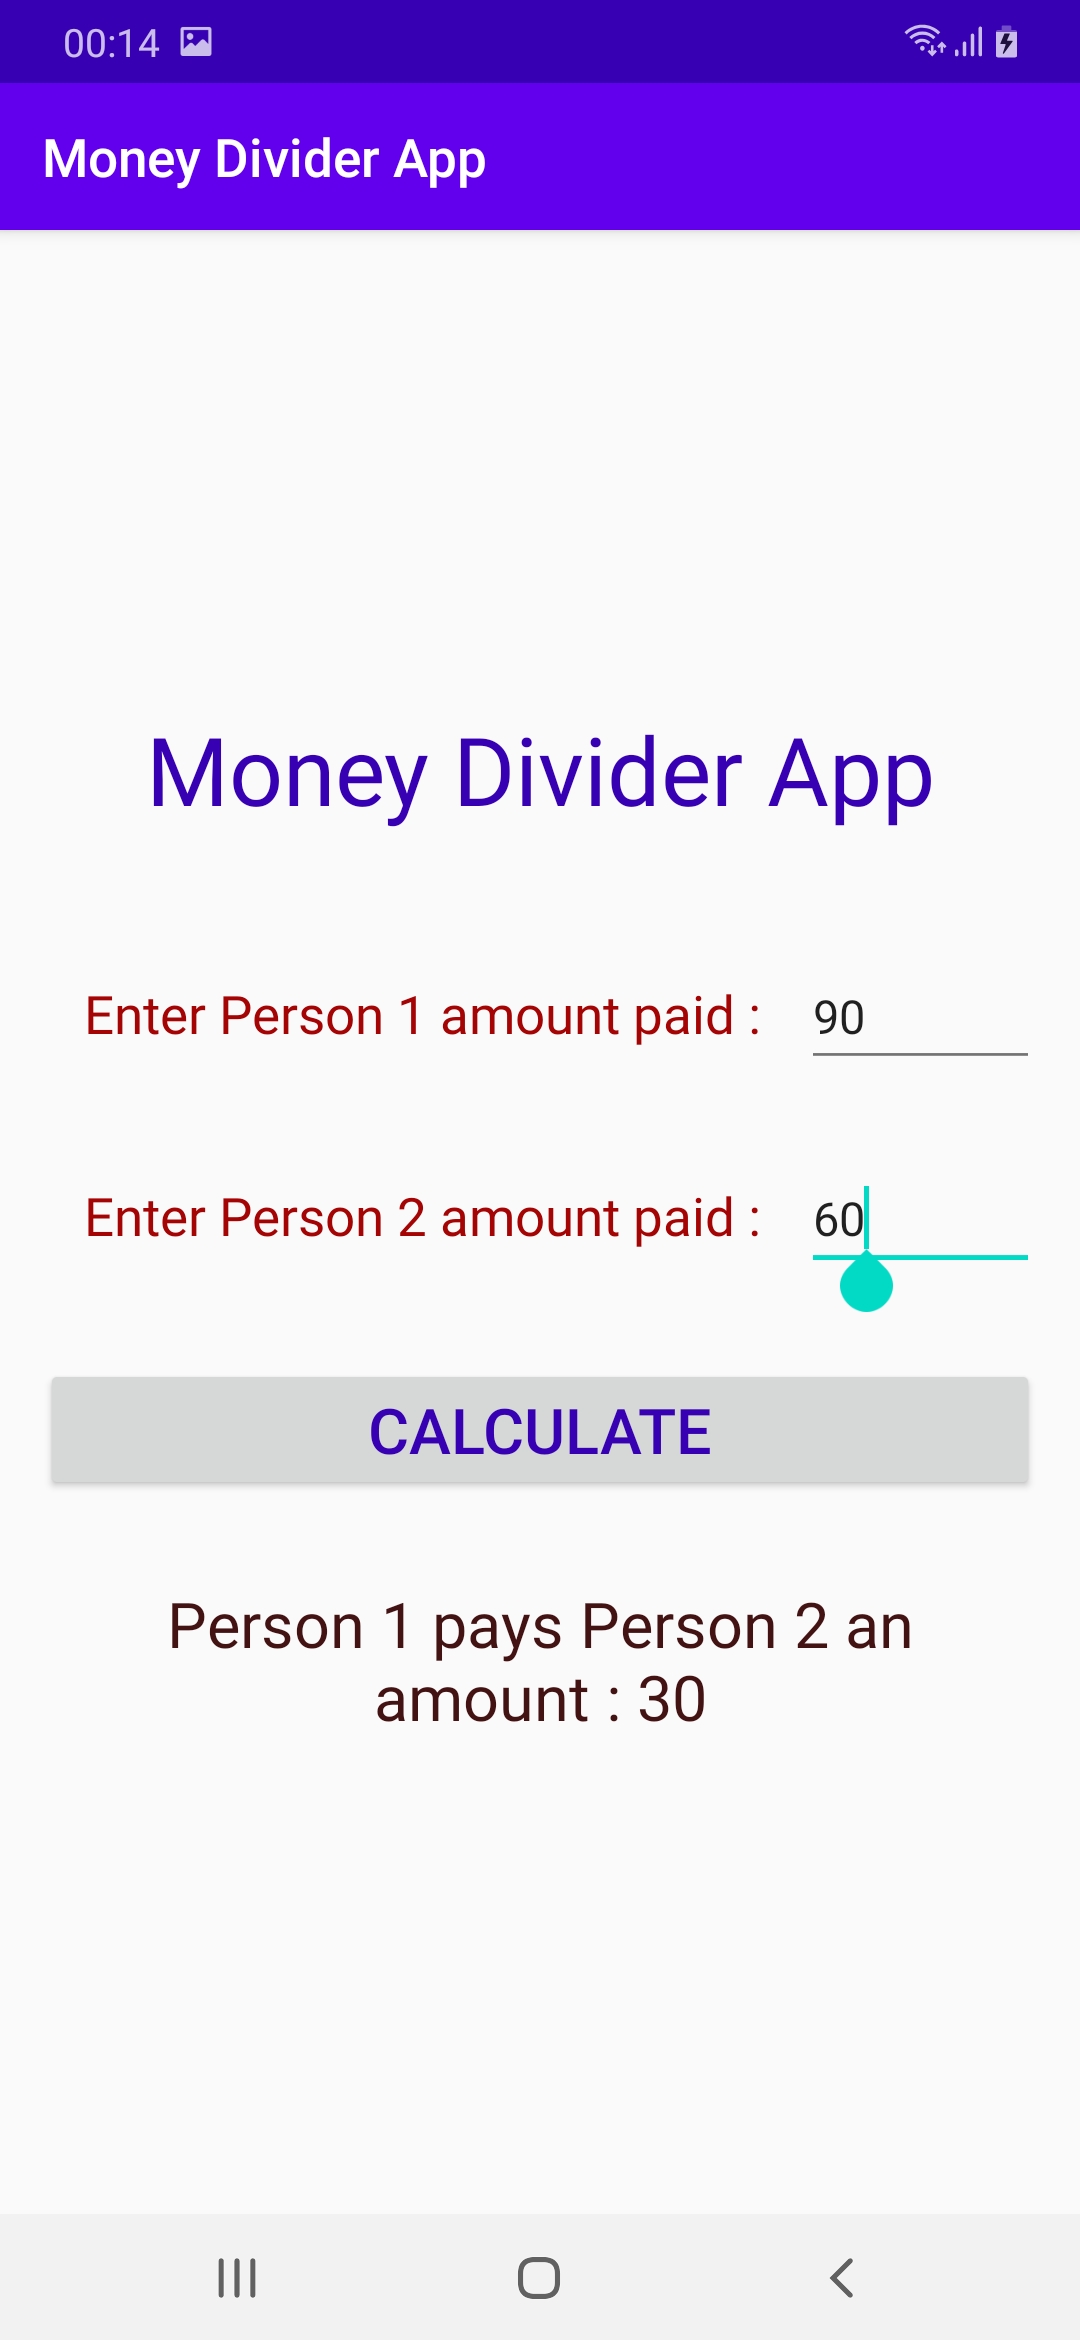 00:14
Money Divider App
Money Divider App
Enter Person 1 amount paid : 90
Enter Person 2 amount paid : 60
CALCULATE
Person 1 pays Person 2 an
amount : 30